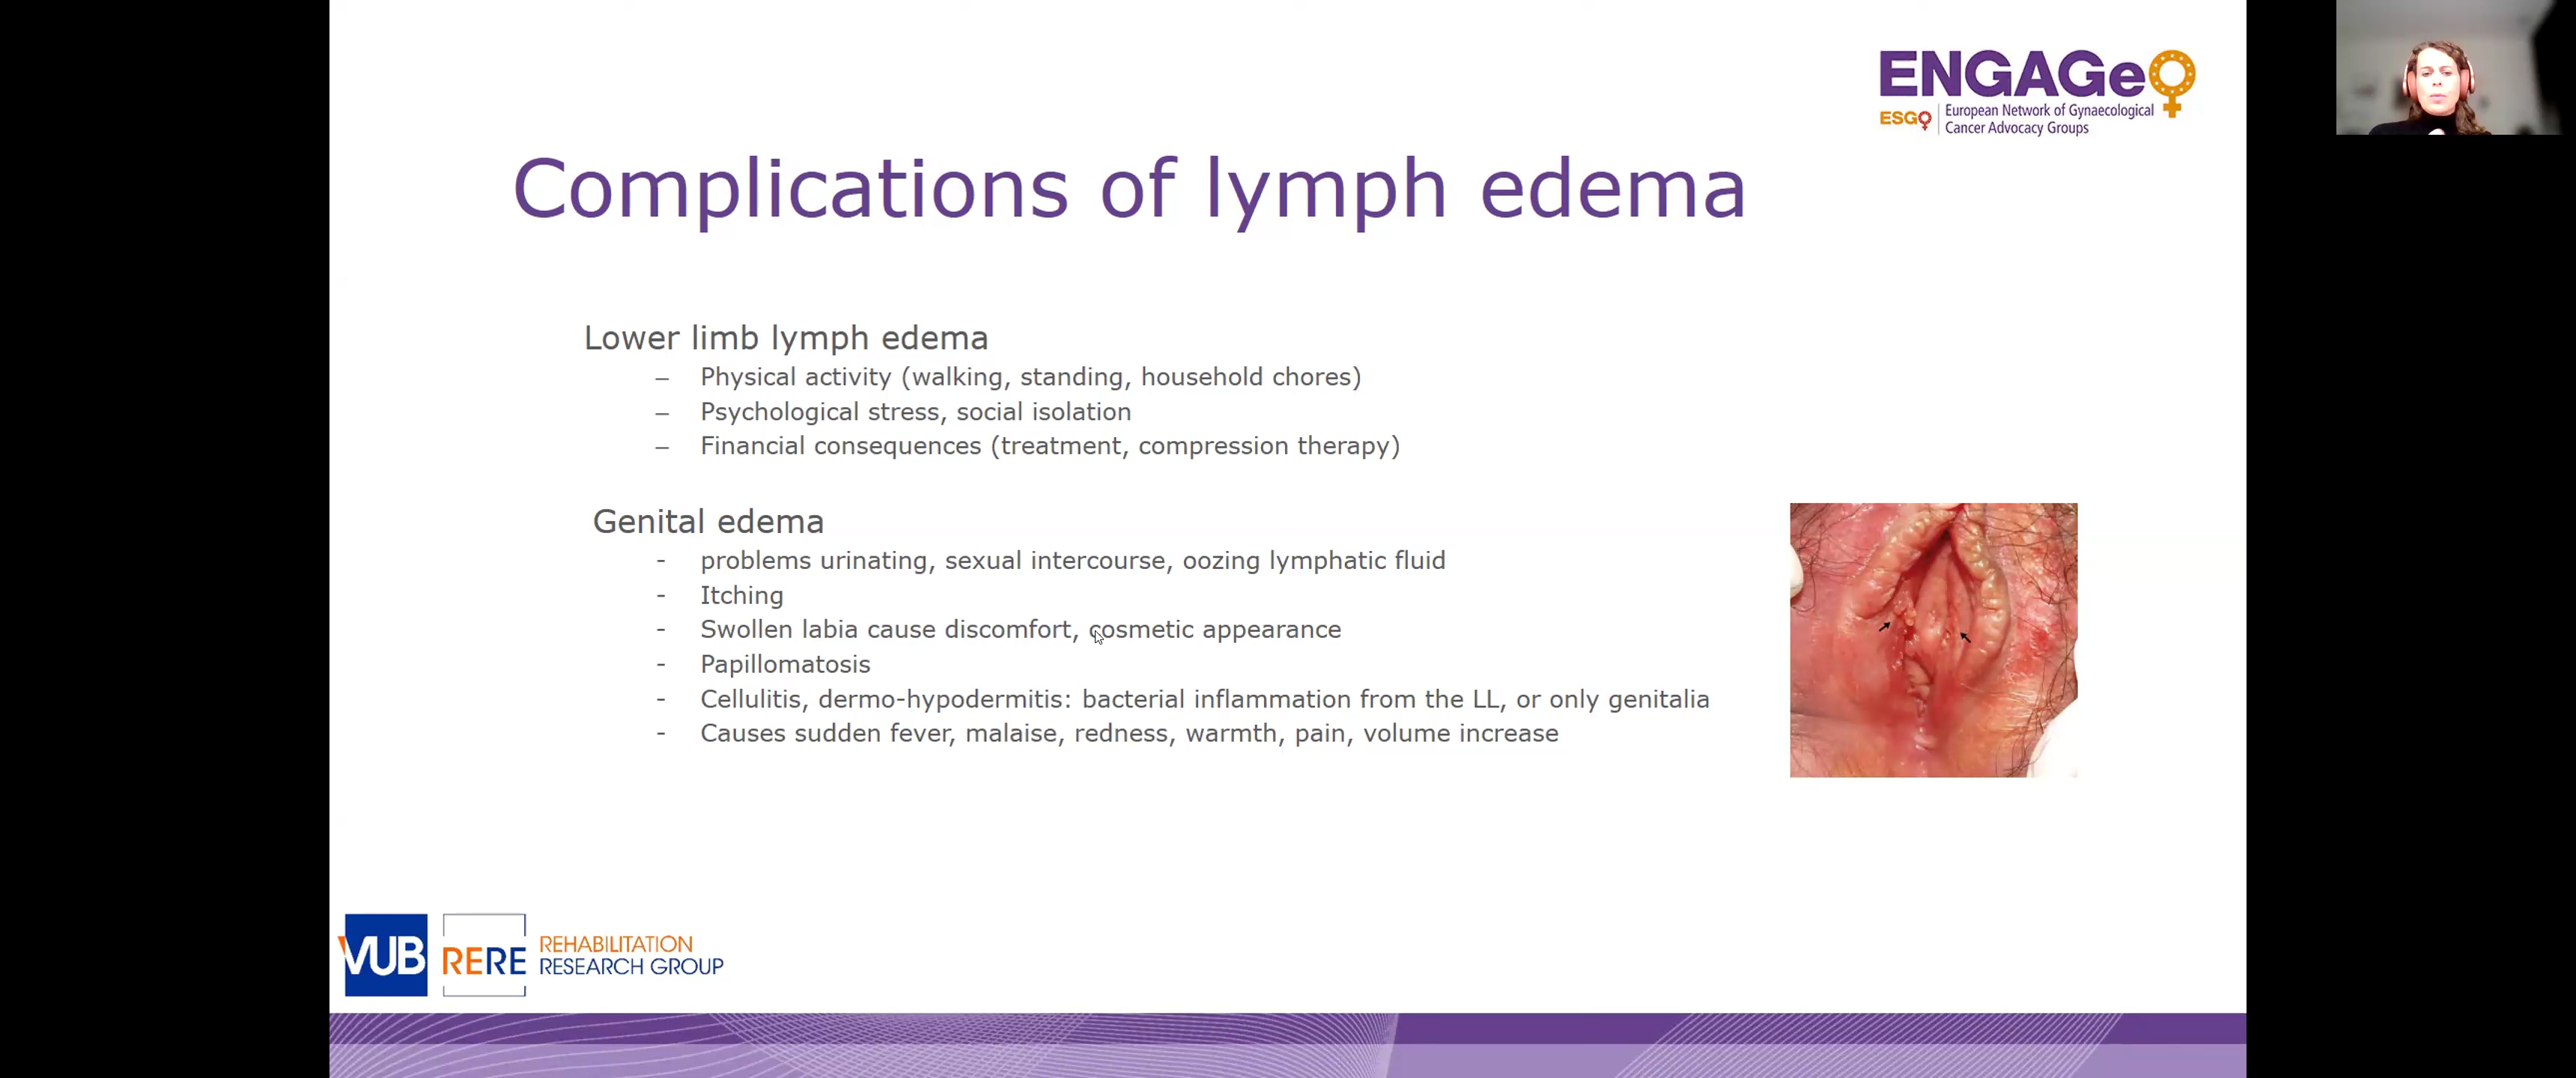 ENGAGe
ESGO
European Network of Gynaecological
Cancer Advocacy Groups
Complications of lymph edema
Lower limb lymph edema
– Physical activity (walking, standing, household chores)
– Psychological stress, social isolation
– Financial consequences (treatment, compression therapy)
Genital edema
- problems urinating, sexual intercourse, oozing lymphatic fluid
- Itching
- Swollen labia cause discomfort, cosmetic appearance
- Papillomatosis
- Cellulitis, dermo-hypodermitis: bacterial inflammation from the LL, or only genitalia
- Causes sudden fever, malaise, redness, warmth, pain, volume increase
VUB
RERE
REHABILITATION
RESEARCH GROUP